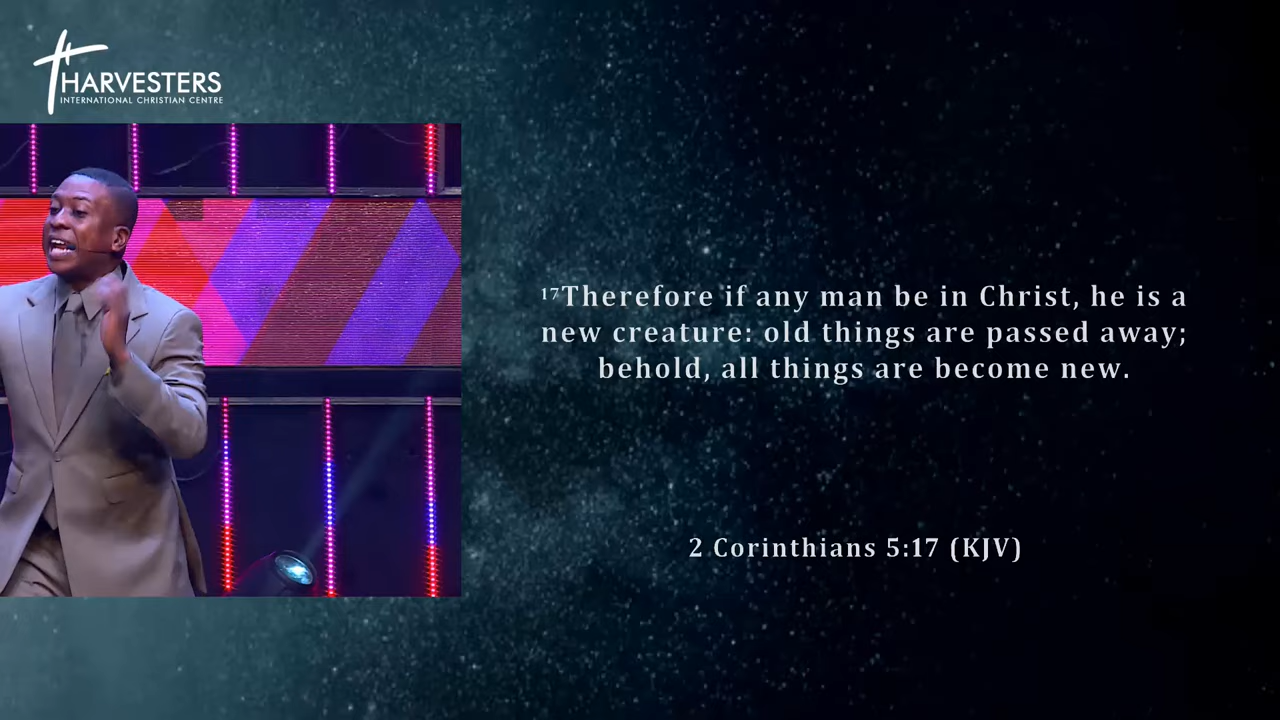 HARVESTERS
INTERNATIONAL CHRISTIAN CENTRE
¹⁷Therefore if any man be in Christ, he is a
new creature: old things are passed away;
behold, all things are become new.
2 Corinthians 5:17 (KJV)